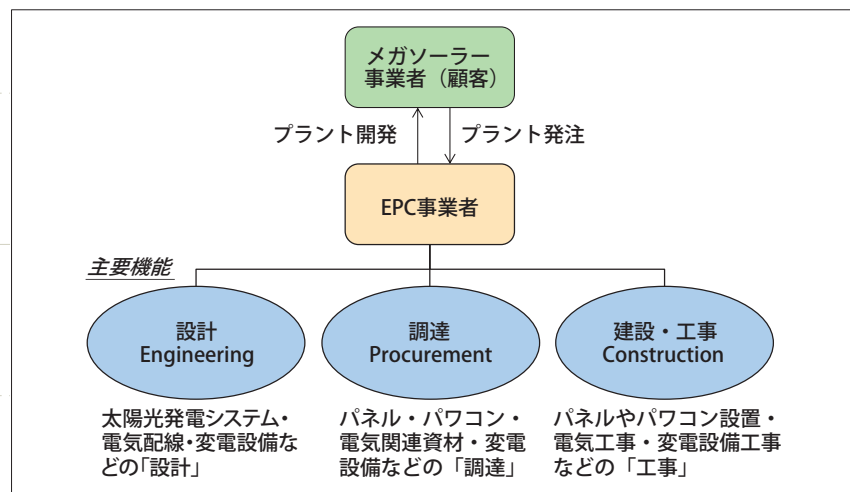 メガソーラー
事業者（顧客）
プラント開発
プラント発注
EPC事業者
主要機能
設計
Engineering
調達
Procurement
建設・工事
Construction
太陽光発電システム・
電気配線・変電設備な
どの「設計」
パネル・パワコン・
電気関連資材・変電
設備などの「調達」
パネルやパワコン設置・
電気工事・変電設備工事
などの「工事」